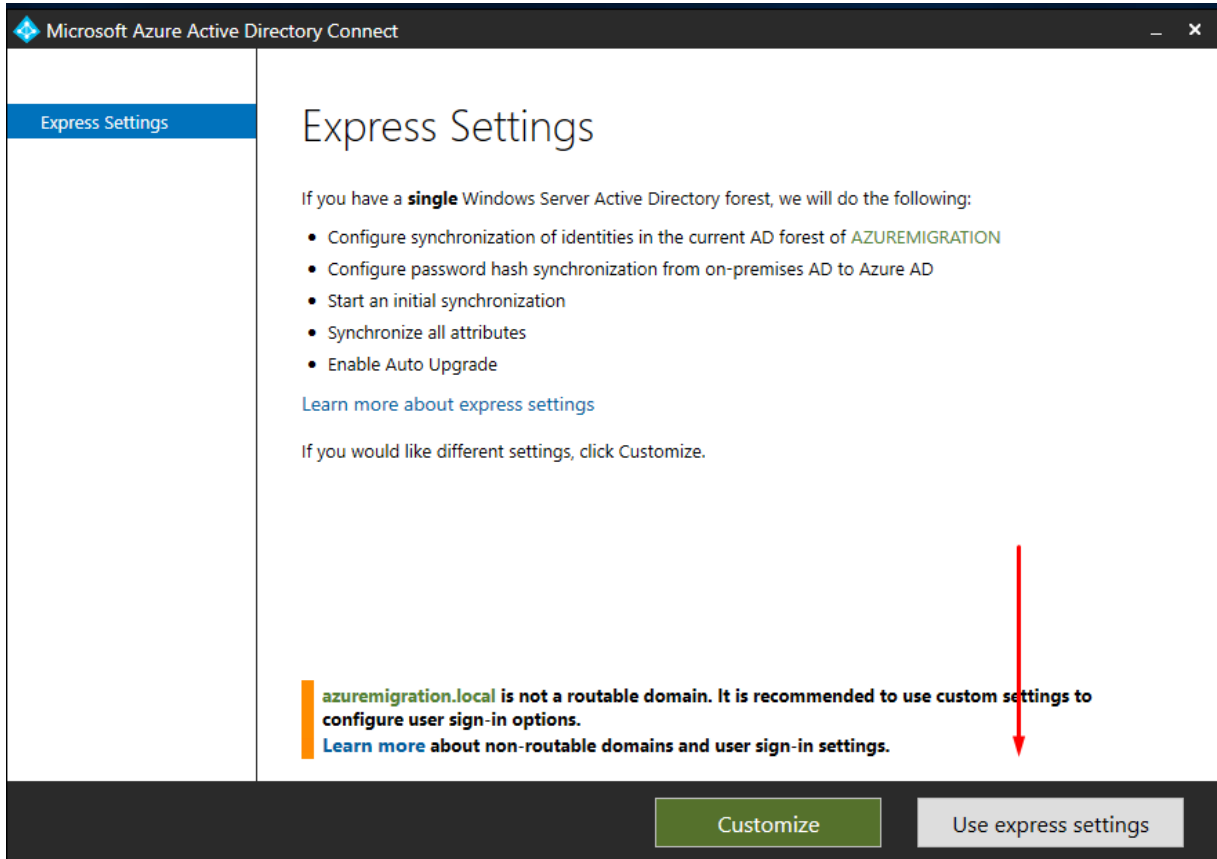 Microsoft Azure Active Directory Connect
Express Settings
Express Settings
If you have a single Windows Server Active Directory forest, we will do the following:
• Configure synchronization of identities in the current AD forest of AZUREMIGRATION
• Configure password hash synchronization from on-premises AD to Azure AD
• Start an initial synchronization
• Synchronize all attributes
• Enable Auto Upgrade
Learn more about express settings
If you would like different settings, click Customize.
azuremigration.local is not a routable domain. It is recommended to use custom settings to
configure user sign-in options.
Learn more about non-routable domains and user sign-in settings.
Customize
Use express settings